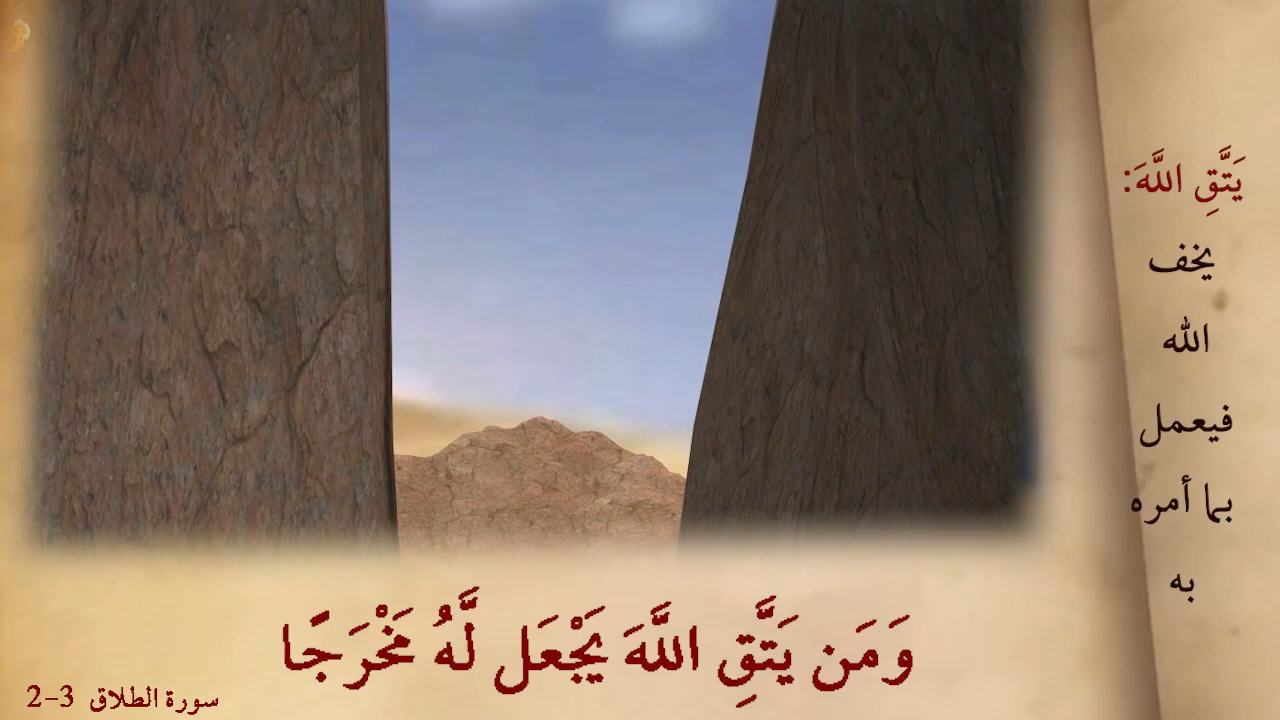 يَتَّقِ اللَّهَ:
يخف
الله
فيعمل
بما أمره
به
وَمَن يَتَّقِ اللَّهَ يَجْعَل لَّهُ مَخْرَجًا
سورة الطلاق 3-2